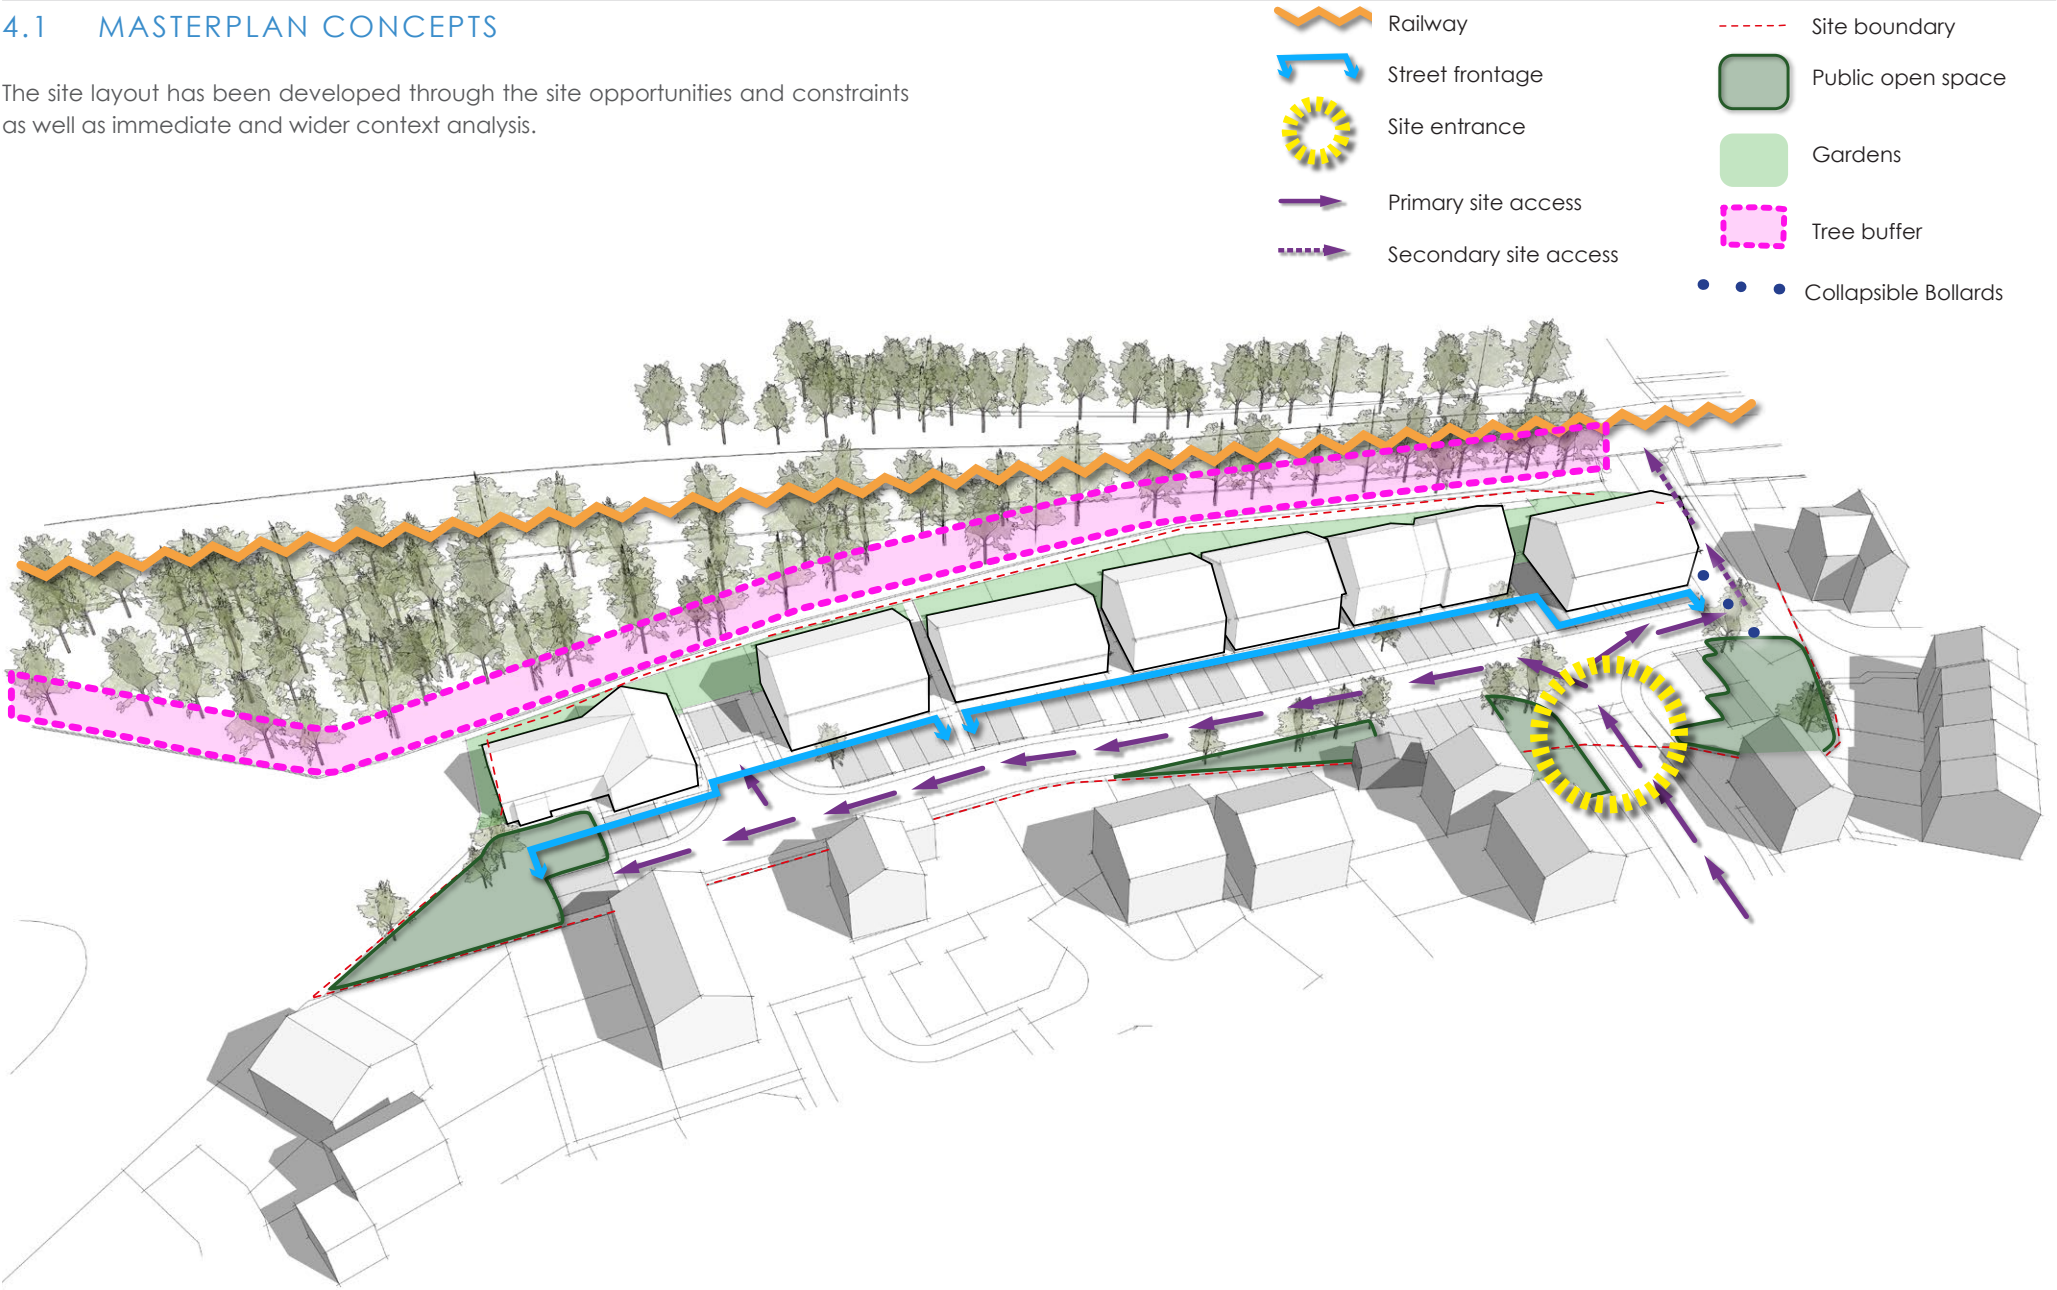 4.1 MASTERPLAN CONCEPTS
The site layout has been developed through the site opportunities and constraints
as well as immediate and wider context analysis.
Railway
Street frontage
Site entrance
Primary site access
Secondary site access
Site boundary
Public open space
Gardens
Tree buffer
Collapsible Bollards